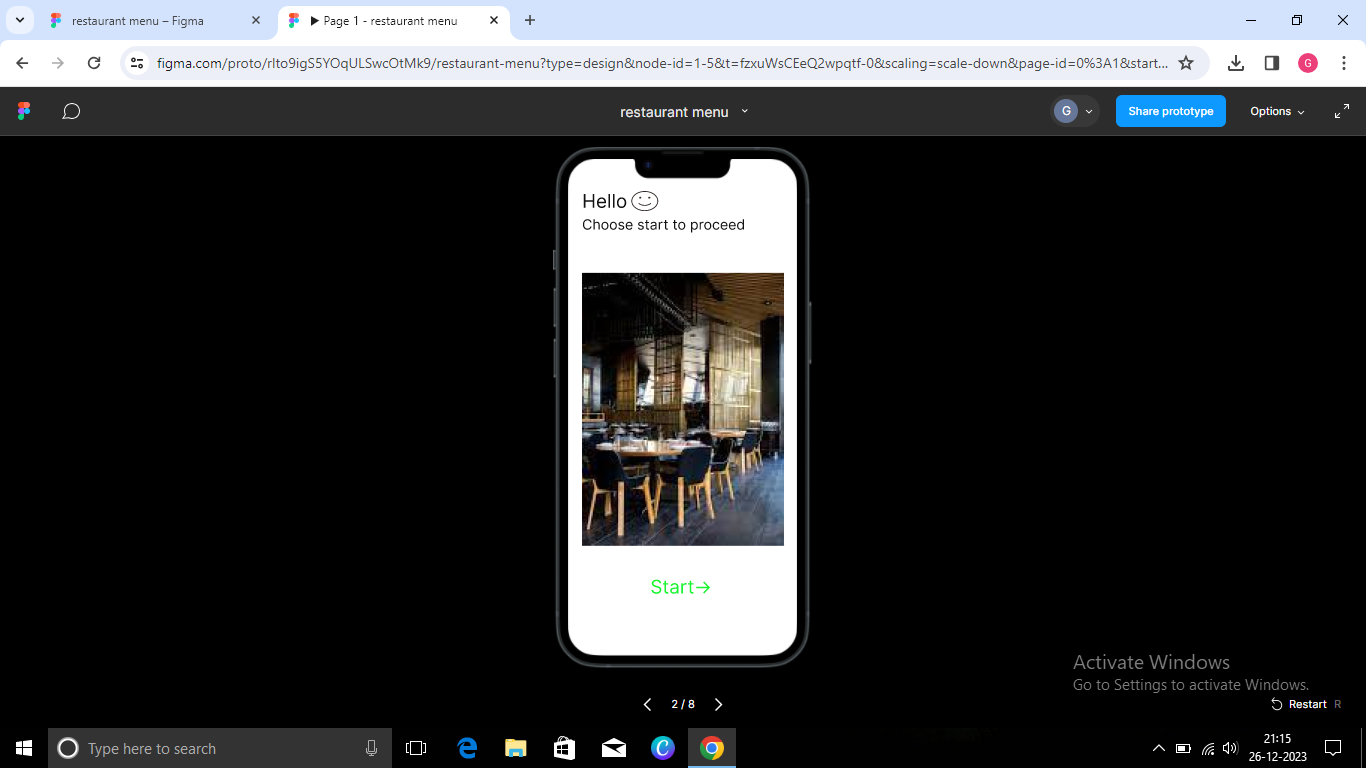 restaurant menu – Figma
▶ Page 1 - restaurant menu
figma.com/proto/rIto9igS5YOqULSwcOtMk9/restaurant-menu?type=design&node-id=1-5&t=fzxuWsCEeQ2wpqtf-0&scaling=scale-down&page-id=0%3A1&start...
G
restaurant menu
G
Share prototype
Options
Hello
Choose start to proceed
Start→
Activate Windows
Go to Settings to activate Windows.
2 / 8
Restart R
Type here to search
21:15
26-12-2023